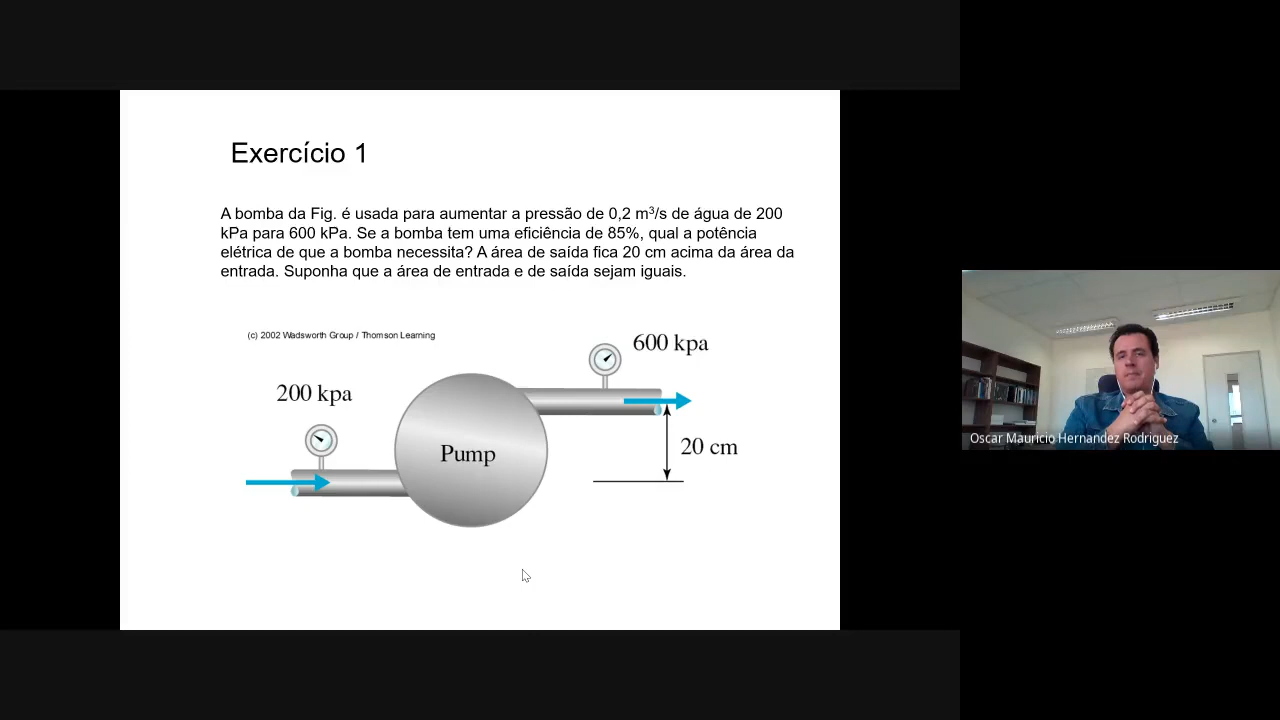 Exercício 1
A bomba da Fig. é usada para aumentar a pressão de 0,2 m³/s de água de 200
kPa para 600 kPa. Se a bomba tem uma eficiência de 85%, qual a potência
elétrica de que a bomba necessita? A área de saída fica 20 cm acima da área da
entrada. Suponha que a área de entrada e de saída sejam iguais.
(c) 2002 Wadsworth Group / Thomson Learning
600 kpa
200 kpa
Pump
20 cm
Oscar Mauricio Hernandez Rodriguez